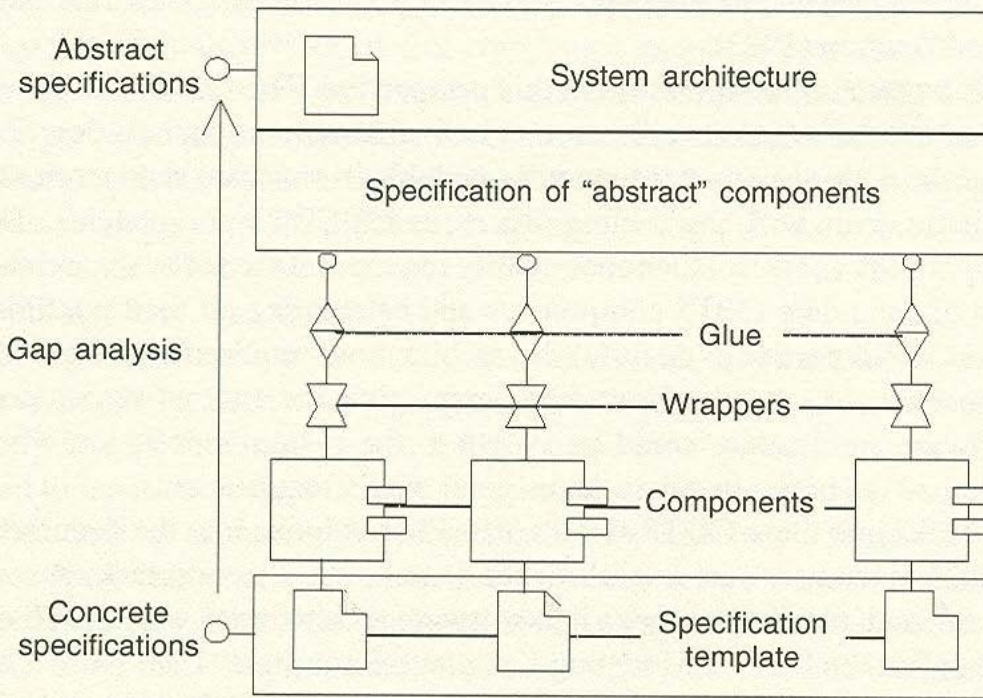 Abstract
specifications
System architecture
Specification of “abstract” components
Gap analysis
Glue
Wrappers
Components
Concrete
specifications
Specification
template